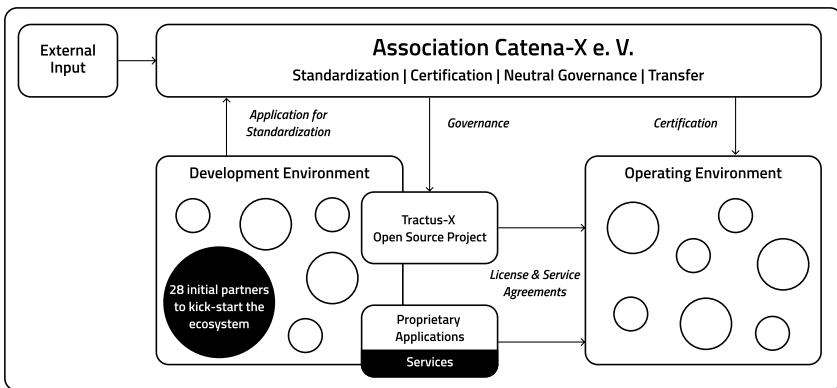 External
Input
Association Catena-X e. V.
Standardization | Certification | Neutral Governance | Transfer
Application for
Standardization
Governance
Certification
Development Environment
Operating Environment
Tractus-X
Open Source Project
28 initial partners
to kick-start the
ecosystem
License & Service
Agreements
Proprietary
Applications
Services